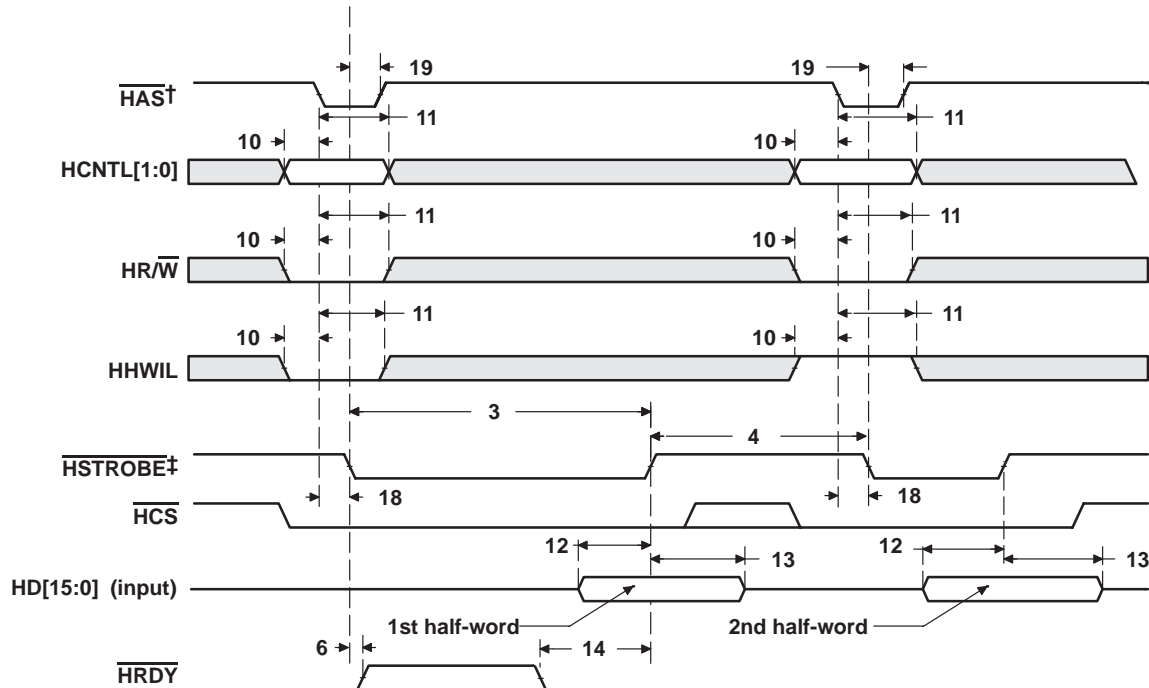 19
19
HAS†
11
11
10
10
HCNTL[1:0]
11
11
10
10
HR/W
11
11
10
10
HHWIL
3
4
HSTROBE‡
18
18
HCS
12
12
13
13
HD[15:0] (input)
1st half-word
2nd half-word
6
14
HRDY